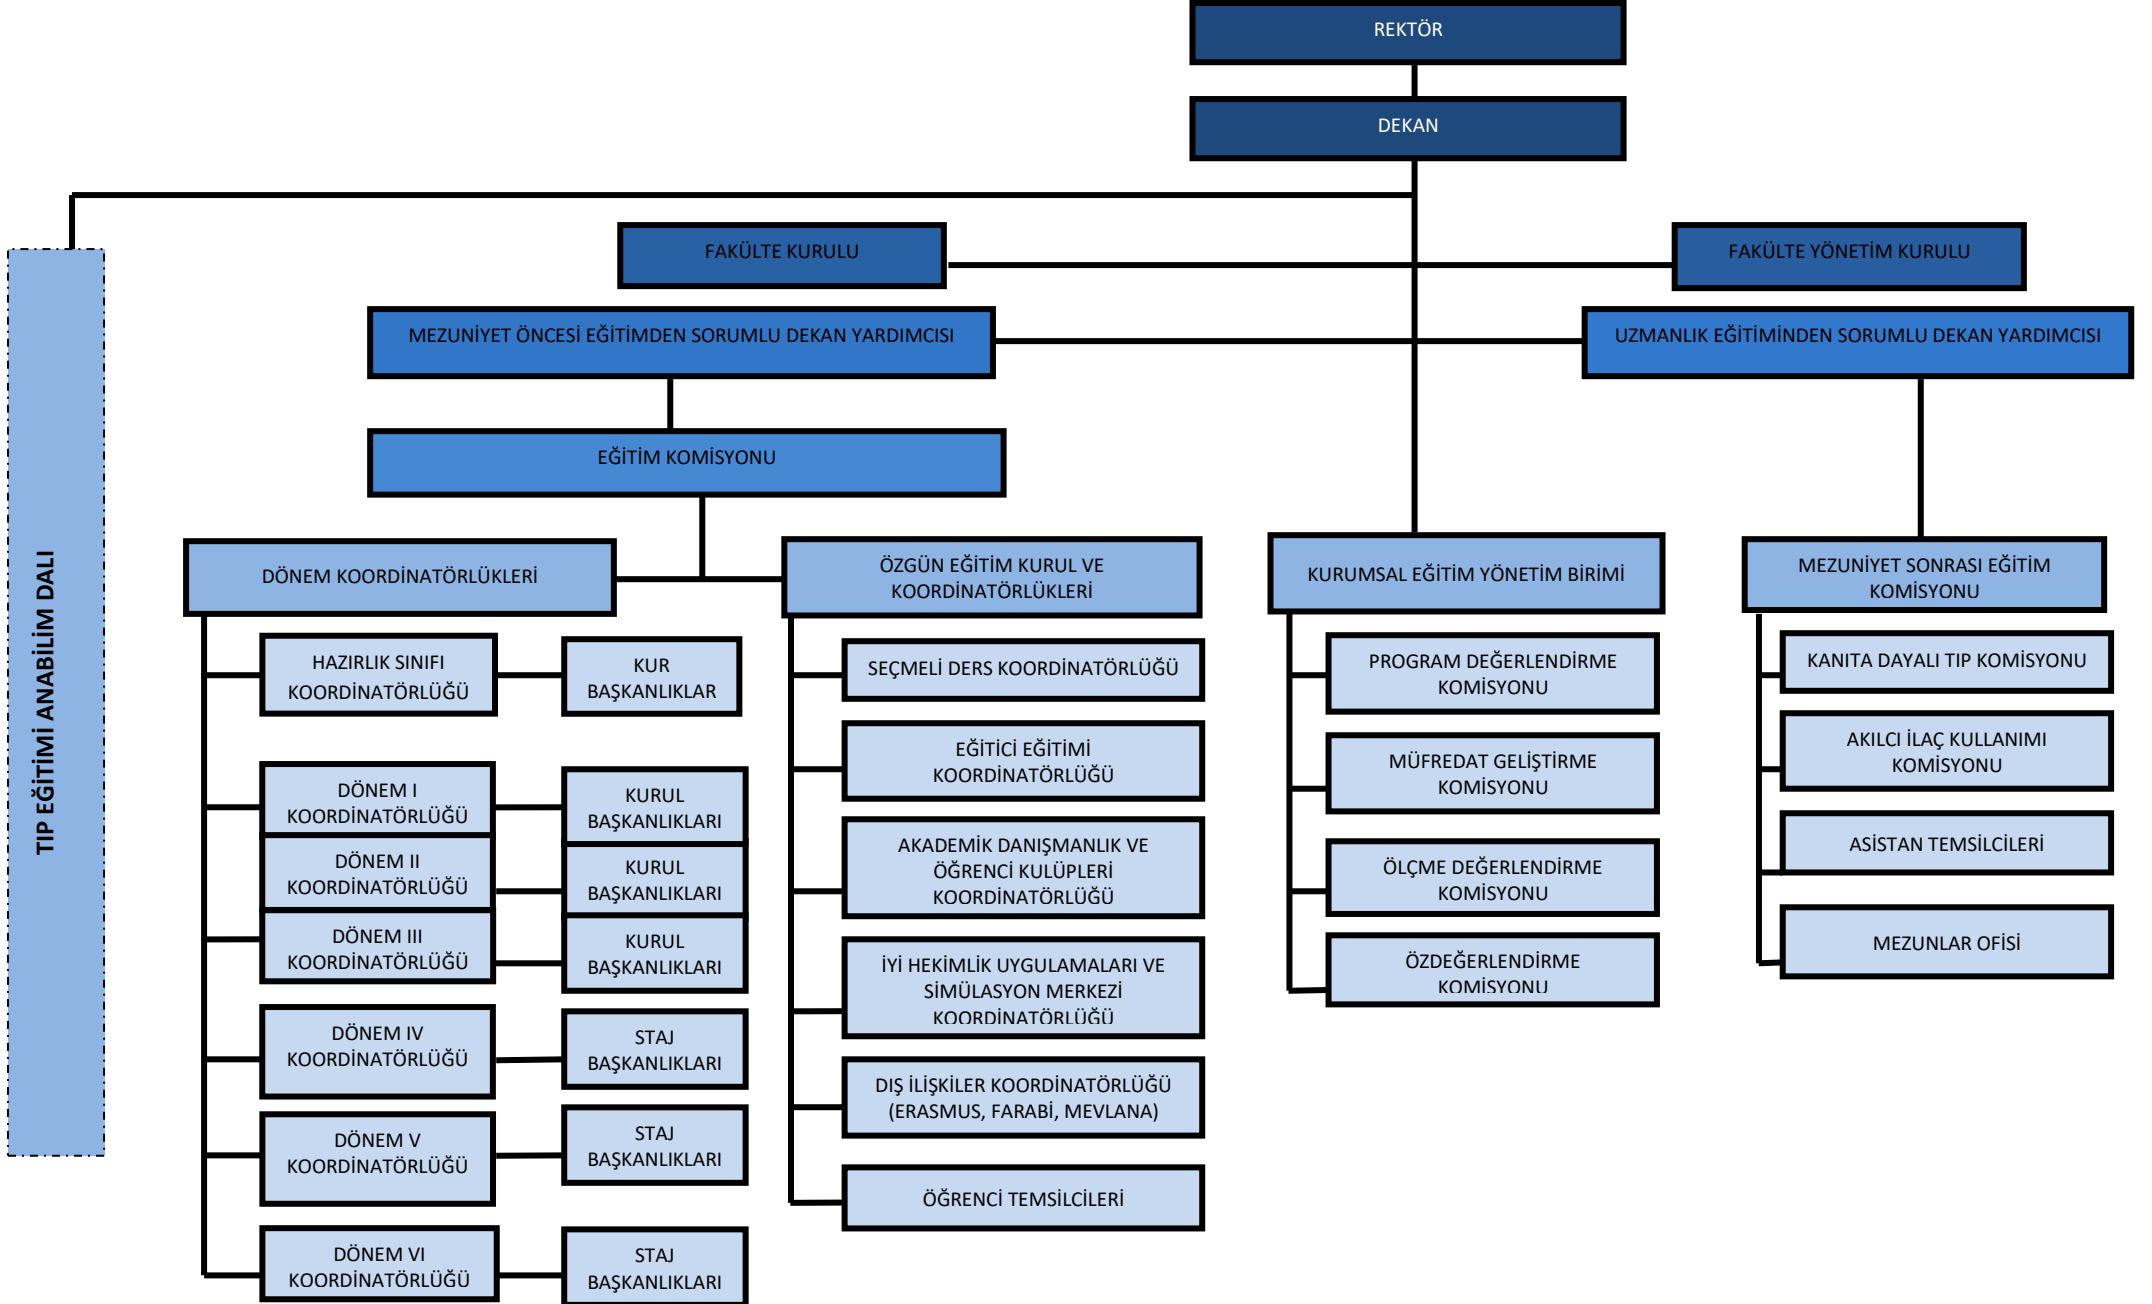 REKTÖR
DEKAN
FAKÜLTE KURULU
FAKÜLTE YÖNETİM KURULU
MEZUNİYET ÖNCESİ EĞİTİMDEN SORUMLU DEKAN YARDIMCISI
UZMANLIK EĞİTİMİNDEN SORUMLU DEKAN YARDIMCISI
EĞİTİM KOMİSYONU
TIP EĞİTİMİ ANABİLİM DALI
DÖNEM KOORDİNATÖRLÜKLERİ
HAZIRLIK SINIFI
KOORDİNATÖRLÜĞÜ
KUR
BAŞKANLIKLAR
DÖNEM I
KOORDİNATÖRLÜĞÜ
KURUL
BAŞKANLIKLARI
DÖNEM II
KOORDİNATÖRLÜĞÜ
KURUL
BAŞKANLIKLARI
DÖNEM III
KOORDİNATÖRLÜĞÜ
KURUL
BAŞKANLIKLARI
DÖNEM IV
KOORDİNATÖRLÜĞÜ
STAJ
BAŞKANLIKLARI
DÖNEM V
KOORDİNATÖRLÜĞÜ
STAJ
BAŞKANLIKLARI
DÖNEM VI
KOORDİNATÖRLÜĞÜ
STAJ
BAŞKANLIKLARI
ÖZGÜN EĞİTİM KURUL VE
KOORDİNATÖRLÜKLERİ
SEÇMELİ DERS KOORDİNATÖRLÜĞÜ
EĞİTİCİ EĞİTİMİ
KOORDİNATÖRLÜĞÜ
AKADEMİK DANIŞMANLIK VE
ÖĞRENCİ KULÜPLERİ
KOORDİNATÖRLÜĞÜ
İYİ HEKİMLİK UYGULAMALARI VE
SİMÜLASYON MERKEZİ
KOORDİNATÖRLÜĞÜ
DIŞ İLİŞKİLER KOORDİNATÖRLÜĞÜ
(ERASMUS, FARABİ, MEVLANA)
ÖĞRENCİ TEMSİLCİLERİ
KURUMSAL EĞİTİM YÖNETİM BİRİMİ
PROGRAM DEĞERLENDİRME
KOMİSYONU
MÜFREDAT GELİŞTİRME
KOMİSYONU
ÖLÇME DEĞERLENDİRME
KOMİSYONU
ÖZDEĞERLENDİRME
KOMİSYONU
MEZUNİYET SONRASI EĞİTİM
KOMİSYONU
KANITA DAYALI TIP KOMİSYONU
AKILCI İLAÇ KULLANIMI
KOMİSYONU
ASİSTAN TEMSİLCİLERİ
MEZUNLAR OFİSİ